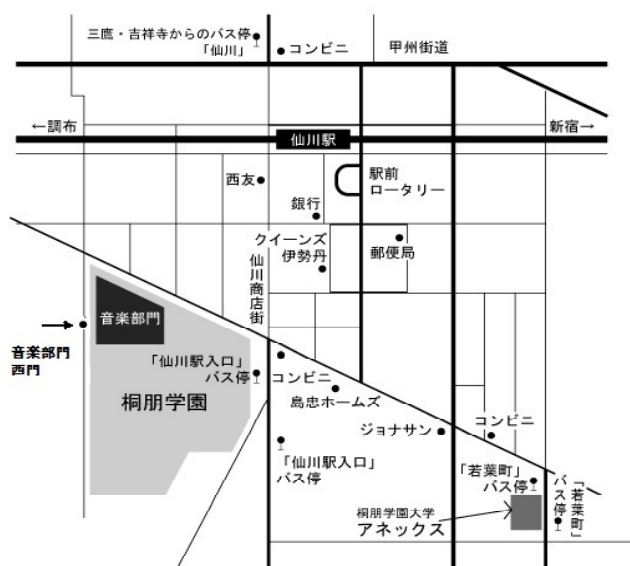 三鷹・吉祥寺からのバス停
「仙川」
コンビニ
甲州街道
←調布
仙川駅
新宿→
西友
駅前
ロータリー
銀行
クイーンズ
伊勢丹
郵便局
仙川商店街
音楽部門
音楽部門
西門
「仙川駅入口」
バス停
コンビニ
桐朋学園
島忠ホームズ
ジョナサン
コンビニ
「仙川駅入口」
バス停
「若葉町」
バス停
「若葉町」
バス停
桐朋学園大学
アネックス